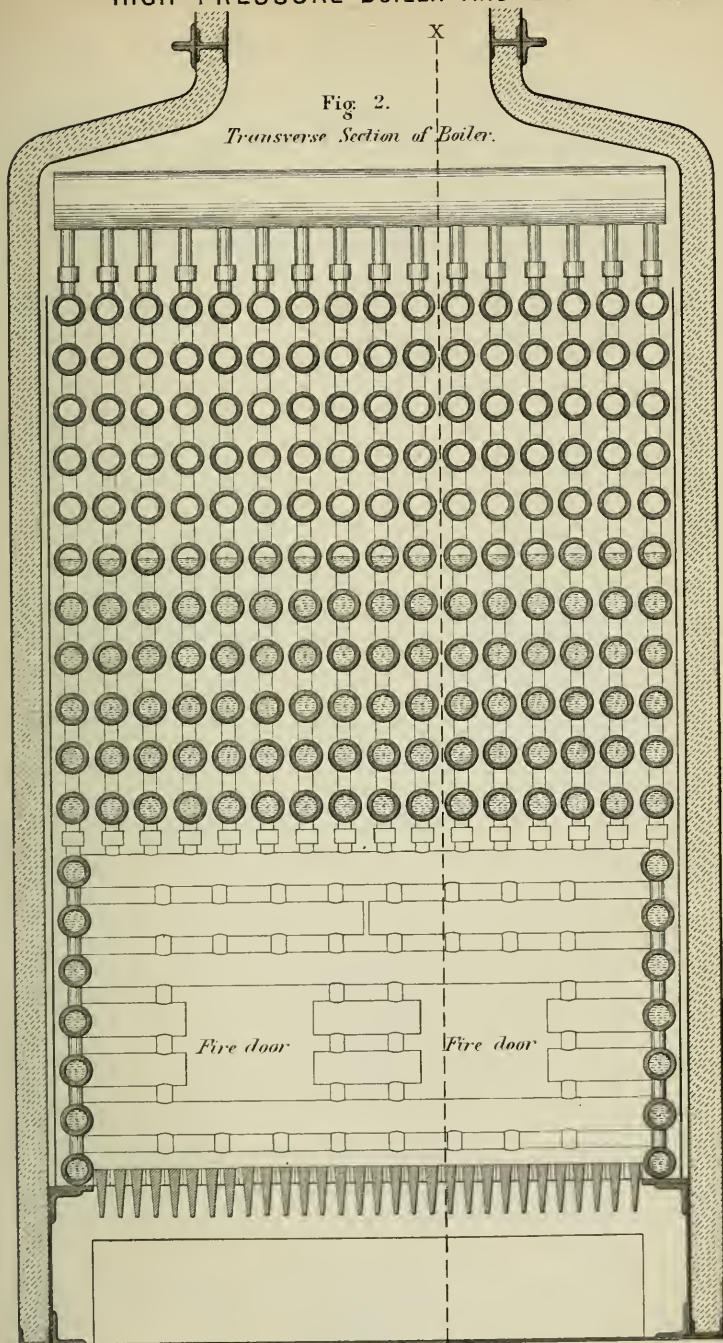 HIGH PRESSURE BOILER
X
Fig. 2.
Transverse Section of Boiler.
Fire door
Fire door